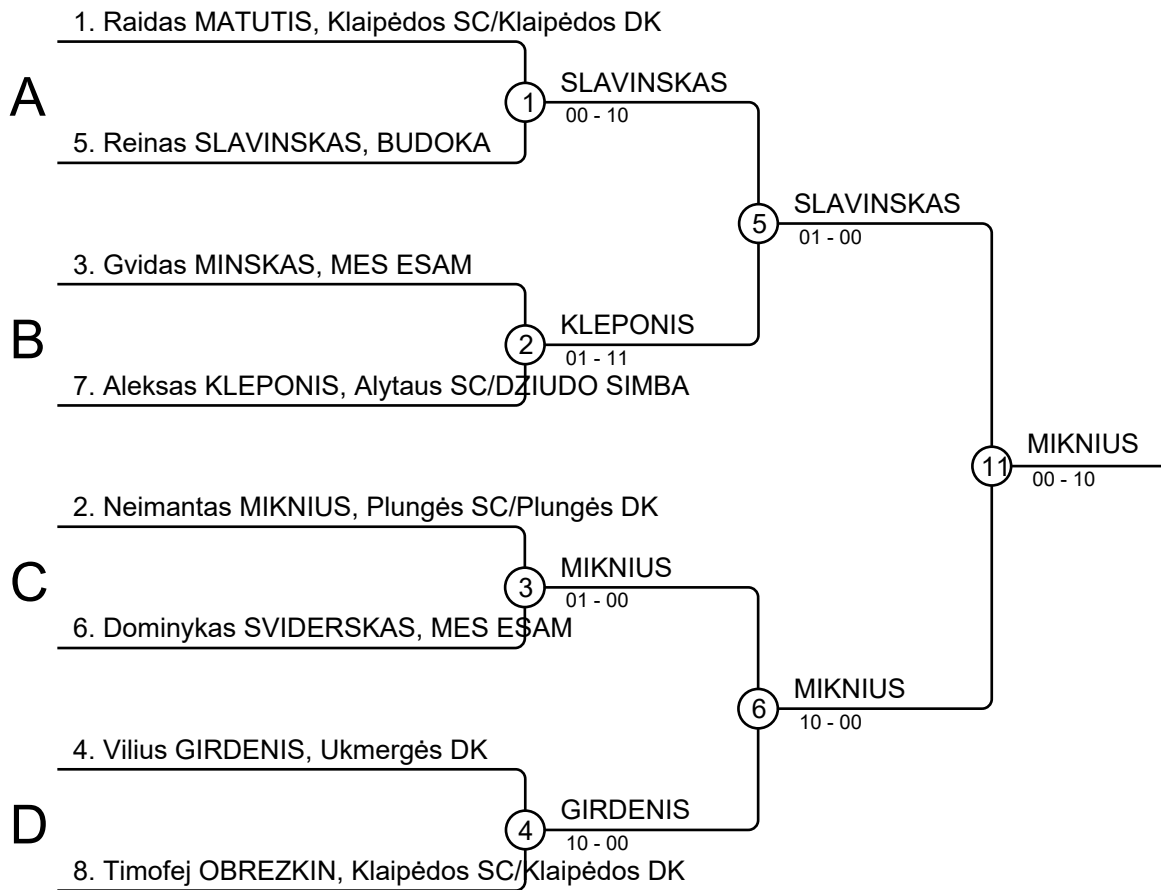 1. Raidas MATUTIS, Klaipėdos SC/Klaipėdos DK
A
1
SLAVINSKAS
00 - 10
5. Reinas SLAVINSKAS, BUDOKA
5
SLAVINSKAS
01 - 00
3. Gvidas MINSKAS, MES ESAM
B
2
KLEPONIS
01 - 11
7. Aleksas KLEPONIS, Alytaus SC/DZIUDO SIMBA
11
MIKNIUS
00 - 10
2. Neimantas MIKNIUS, Plungės SC/Plungės DK
C
3
MIKNIUS
01 - 00
6. Dominykas SVIDERSKAS, MES ESAM
6
MIKNIUS
10 - 00
4. Vilius GIRDENIS, Ukmergės DK
D
4
GIRDENIS
10 - 00
8. Timofej OBREZKIN, Klaipėdos SC/Klaipėdos DK